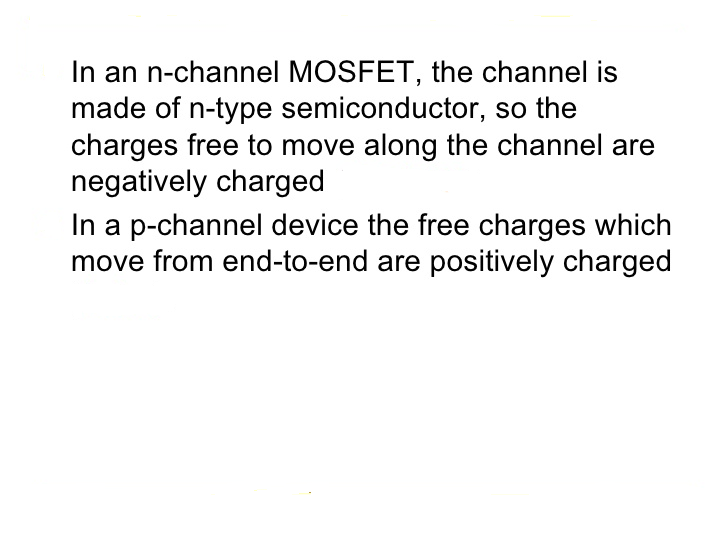 In an n-channel MOSFET, the channel is
made of n-type semiconductor, so the
charges free to move along the channel are
negatively charged
In a p-channel device the free charges which
move from end-to-end are positively charged